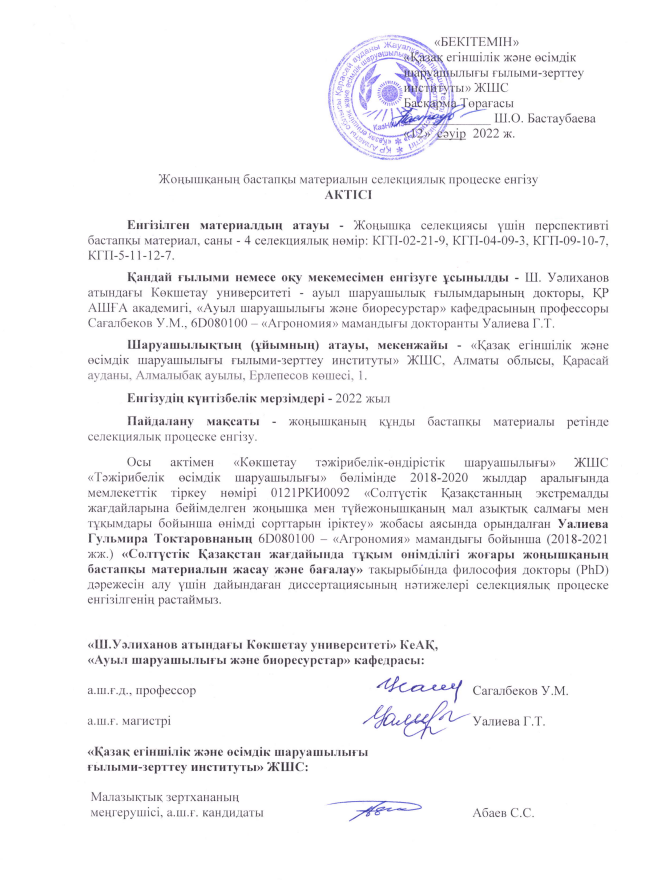 «БЕКІТЕМІН»
«Қазақ егіншілік және өсімдік
шаруашылығы ғылыми-зерттеу
институты» ЖШС
Басқарма Төрағасы
Ш.О. Бастаубаева
«12» сәуір 2022 ж.
Жоңышқаның бастапқы материалын селекциялық процеске енгізу
АКТІСІ
Енгізілген материалдың атауы - Жоңышқа селекциясы үшін перспективті
бастапқы материал, саны - 4 селекциялық нөмір: КГП-02-21-9, КГП-04-09-3, КГП-09-10-7,
КГП-5-11-12-7.
Қандай ғылыми немесе оқу мекемесімен енгізуге ұсынылды - Ш. Уәлиханов
атындағы Көкшетау университеті - ауыл шаруашылық ғылымдарының докторы, ҚР
АШҒА академигі, «Ауыл шаруашылығы және биоресурстар» кафедрасының профессоры
Сағалбеков У.М., 6D080100 – «Агрономия» мамандығы докторанты Уалиева Г.Т.
Шаруашылықтың (ұйымның) атауы, мекенжайы - «Қазақ егіншілік және
өсімдік шаруашылығы ғылыми-зерттеу институты» ЖШС, Алматы облысы, Қарасай
ауданы, Алмалыбақ ауылы, Ерлепесов көшесі, 1.
Енгізудің күнтізбелік мерзімдері - 2022 жыл
Пайдалану мақсаты - жоңышқаның құнды бастапқы материалы ретінде
селекциялық процеске енгізу.
Осы актімен «Көкшетау тәжірибелік-өндірістік шаруашылығы» ЖШС
«Тәжірибелік өсімдік шаруашылығы» бөлімінде 2018-2020 жылдар аралығында
мемлекеттік тіркеу нөмірі 0121РКИ0092 «Солтүстік Қазақстанның экстремалды
жағдайларына бейімделген жоңышқа мен түйежоңышқаның мал азықтық салмағы мен
тұқымдары бойынша өнімді сорттарын іріктеу» жобасы аясында орындалған Уалиева
Гульмира Токтаровнаның 6D080100 – «Агрономия» мамандығы бойынша (2018-2021
жж.) «Солтүстік Қазақстан жағдайында тұқым өнімділігі жоғары жоңышқаның
бастапқы материалын жасау және бағалау» тақырыбында философия докторы (PhD)
дәрежесін алу үшін дайындаған диссертациясының нәтижелері селекциялық процеске
енгізілгенін растаймыз.
«Ш.Уәлиханов атындағы Көкшетау университеті» КеАҚ,
«Ауыл шаруашылығы және биоресурстар» кафедрасы:
а.ш.ғ.д., профессор Сагалбеков У.М.
а.ш.ғ. магистрі Уалиева Г.Т.
«Қазақ егіншілік және өсімдік шаруашылығы
ғылыми-зерттеу институты» ЖШС:
Малазықтық зертхананың
меңгерушісі, а.ш.ғ. кандидаты Абаев С.С.